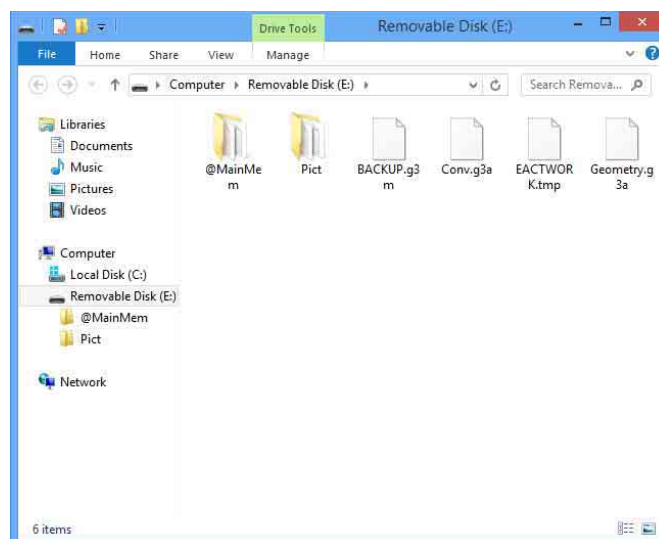 Drive Tools
Removable Disk (E:)
File Home Share View Manage
Computer Removable Disk (E:)
Search Remova...
Libraries
Documents
Music
Pictures
Videos
Computer
Local Disk (C:)
Removable Disk (E:)
@MainMem
Pict
Network
@MainMe
m
Pict
BACKUP.g3
m
Conv.g3a
EACTWOR
K.tmp
Geometry.g
3a
6 items